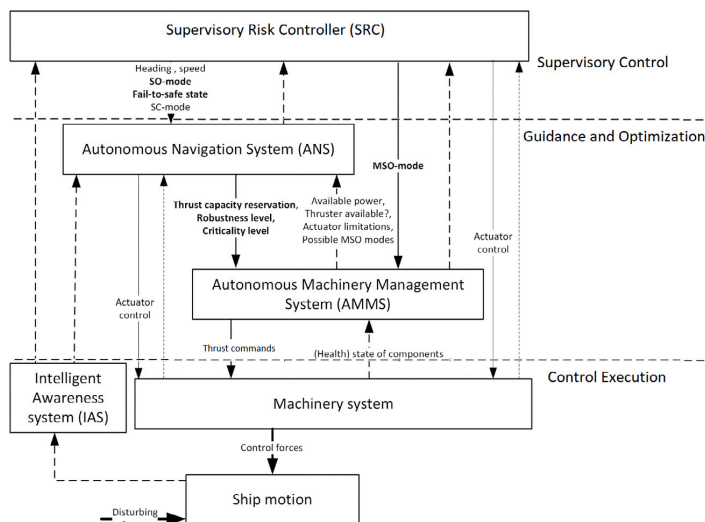 Supervisory Risk Controller (SRC)
Supervisory Control
Heading , speed
SO-mode
Fail-to-safe state
SC-mode
Guidance and Optimization
Autonomous Navigation System (ANS)
MSO-mode
Thrust capacity reservation,
Robustness level,
Criticality level
Available power,
Thruster available?,
Actuator limitations,
Possible MSO modes
Actuator
control
Autonomous Machinery Management
System (AMMS)
Actuator
control
Thrust commands
(Health) state of components
Control Execution
Intelligent
Awareness
system (IAS)
Machinery system
Control forces
Ship motion
Disturbing